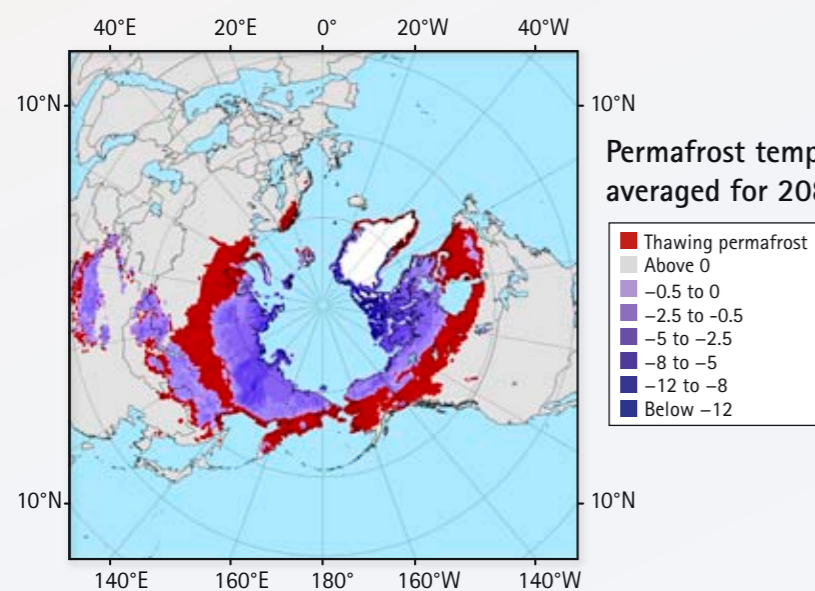 40°E 20°E 0° 20°W 40°W
10°N 10°N
Permafrost
averaged for
Thawing permafrost
Above 0
−0.5 to 0
−2.5 to -0.5
−5 to −2.5
−8 to −5
−12 to −8
Below −12
10°N 10°N
140°E 160°E 180° 160°W 140°W